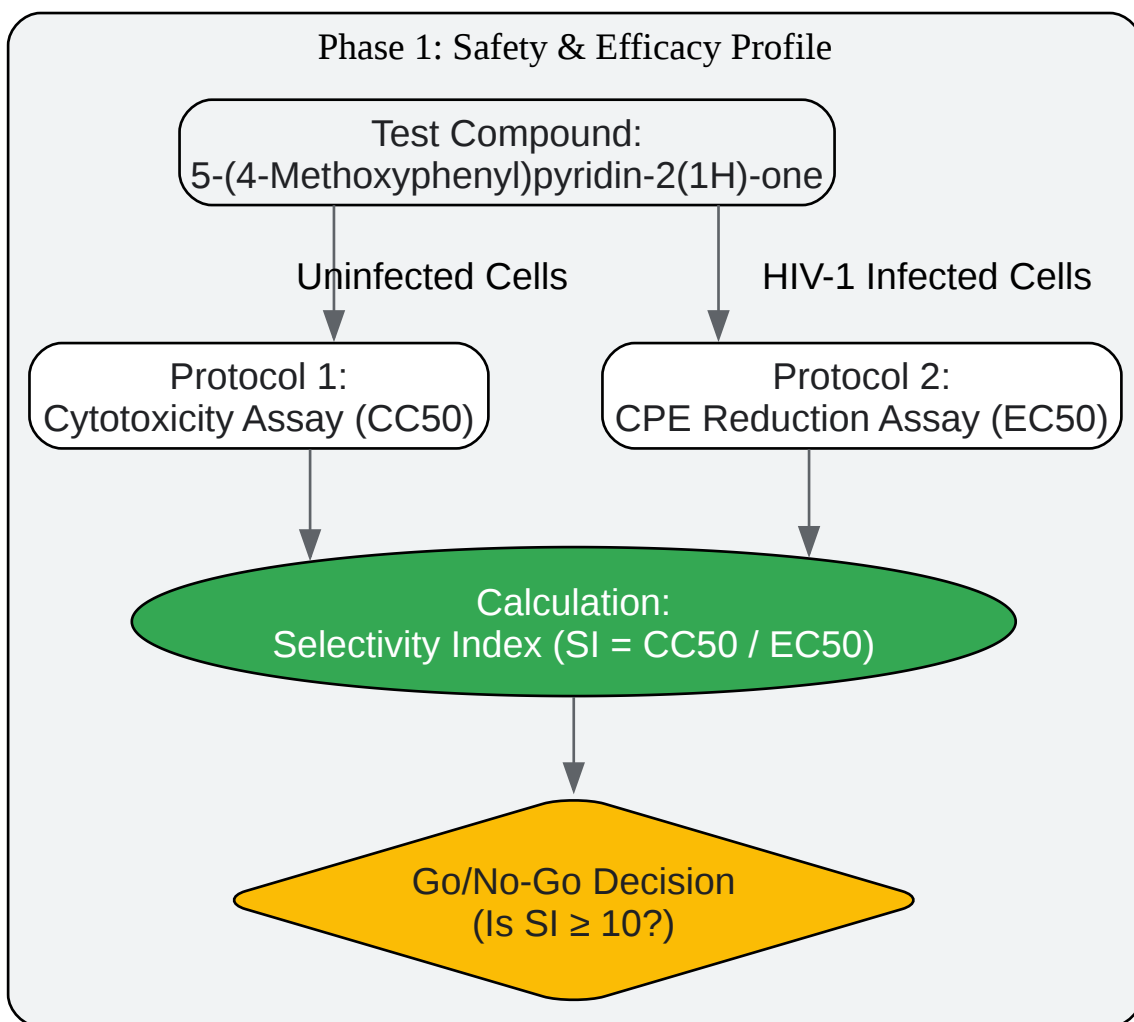 Phase 1: Safety & Efficacy Profile
Test Compound:
5-(4-Methoxyphenyl)pyridin-2(1H)-one
Uninfected Cells
HIV-1 Infected Cells
Protocol 1:
Cytotoxicity Assay (CC50)
Protocol 2:
CPE Reduction Assay (EC50)
Calculation:
Selectivity Index (SI = CC50 / EC50)
Go/No-Go Decision
(Is SI ≥ 10?)